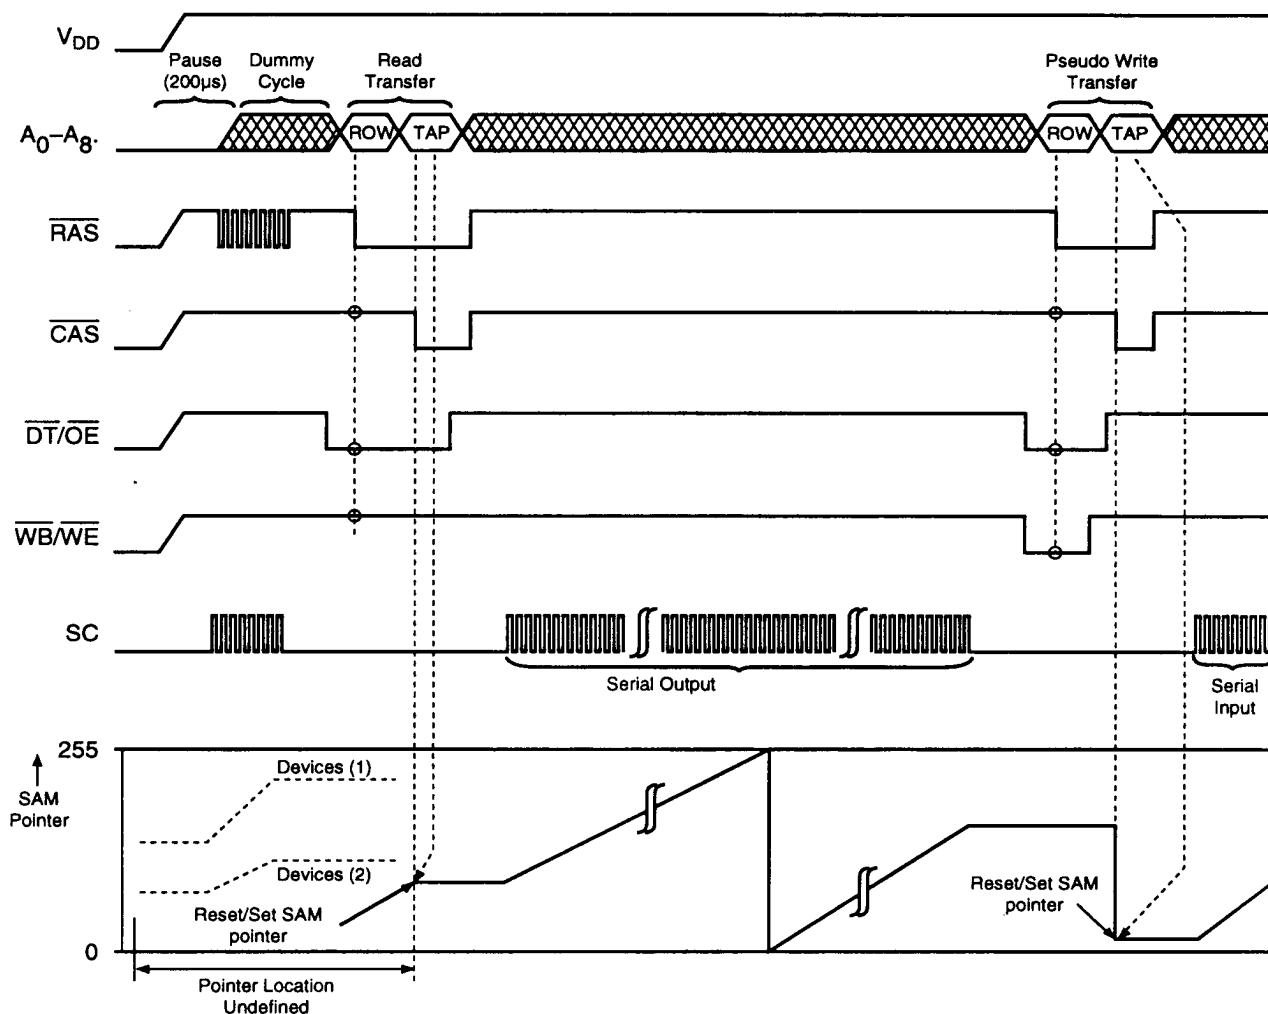 VDD
Pause
(200μs)
Dummy
Cycle
Read
Transfer
Pseudo Write
Transfer
A0–A8.
ROW
TAP
ROW
TAP
RAS
CAS
DT/OE
WB/WE
SC
Serial Output
Serial
Input
255
SAM
Pointer
Devices (1)
Devices (2)
Reset/Set SAM
pointer
Reset/Set SAM
pointer
0
Pointer Location
Undefined